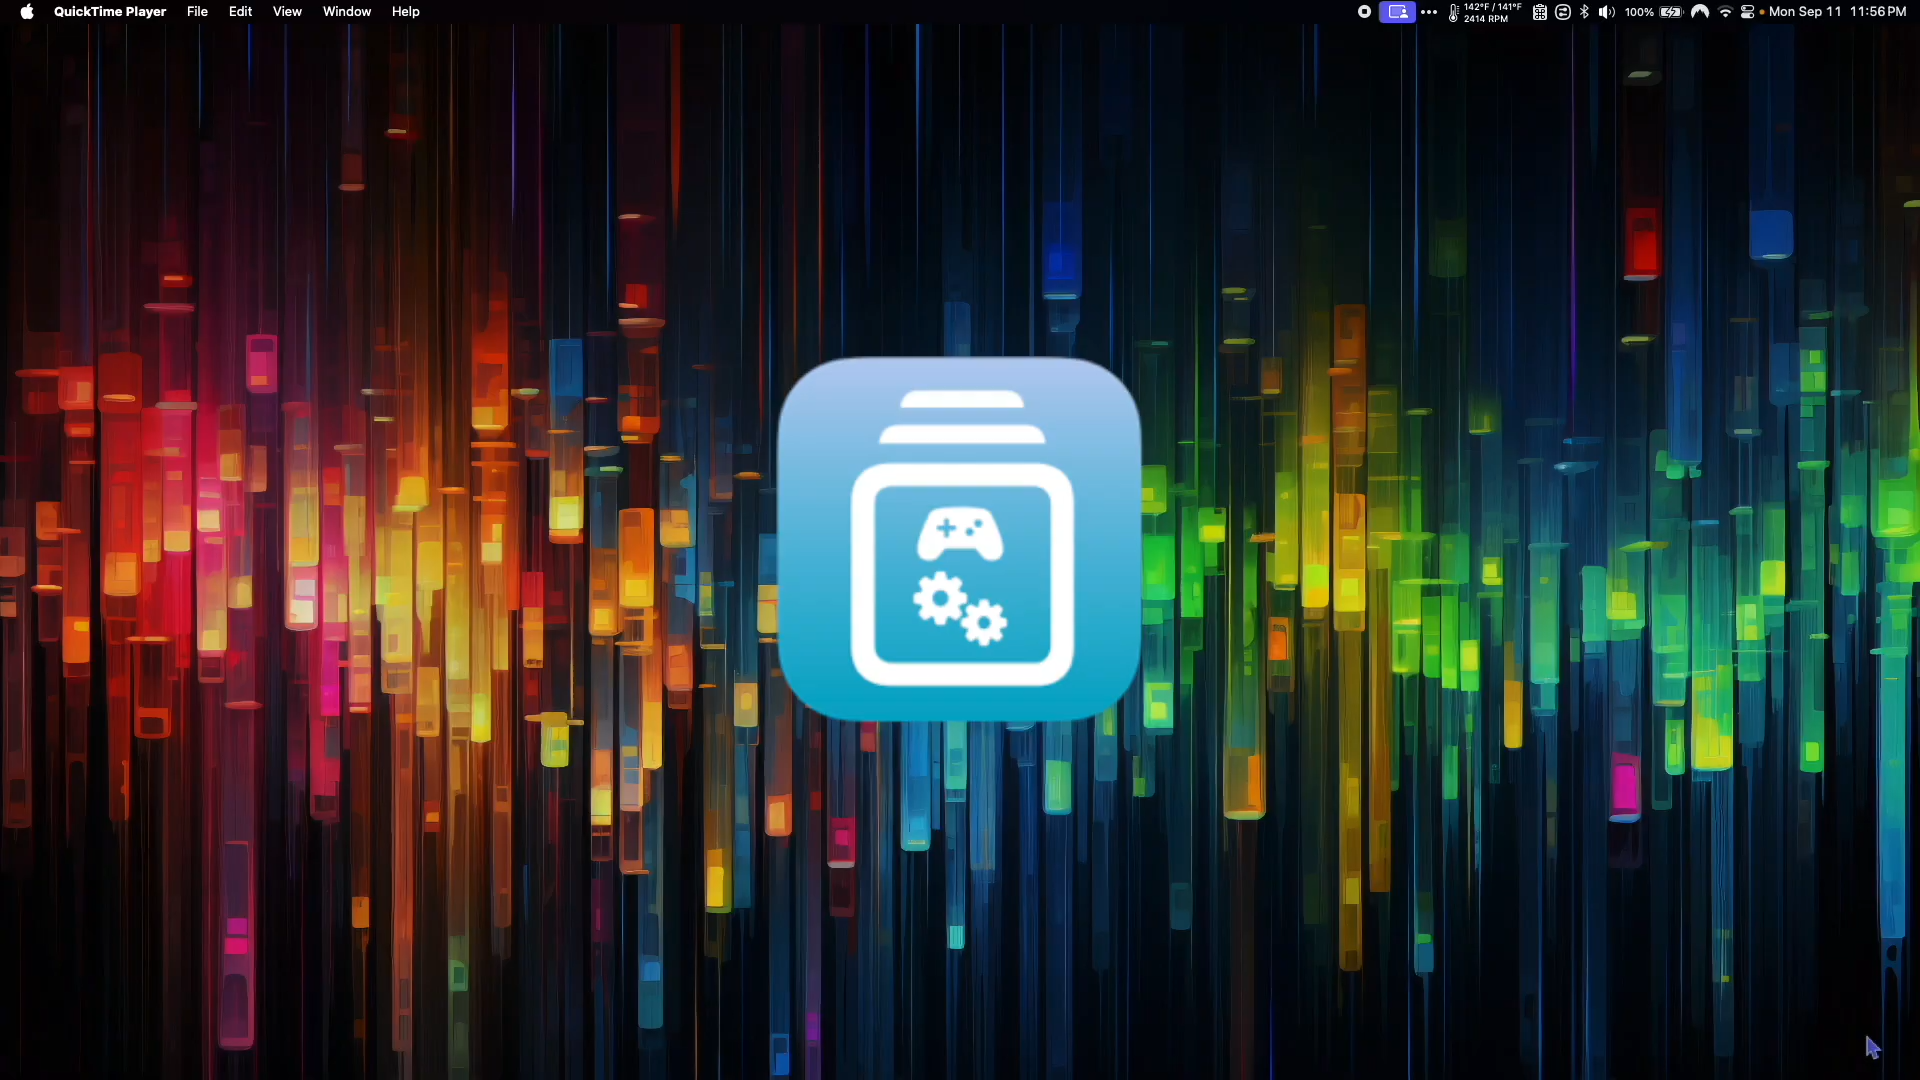 QuickTime Player File Edit View Window Help
142°F / 141°F
2414 RPM
100%
Mon Sep 11 11:56 PM